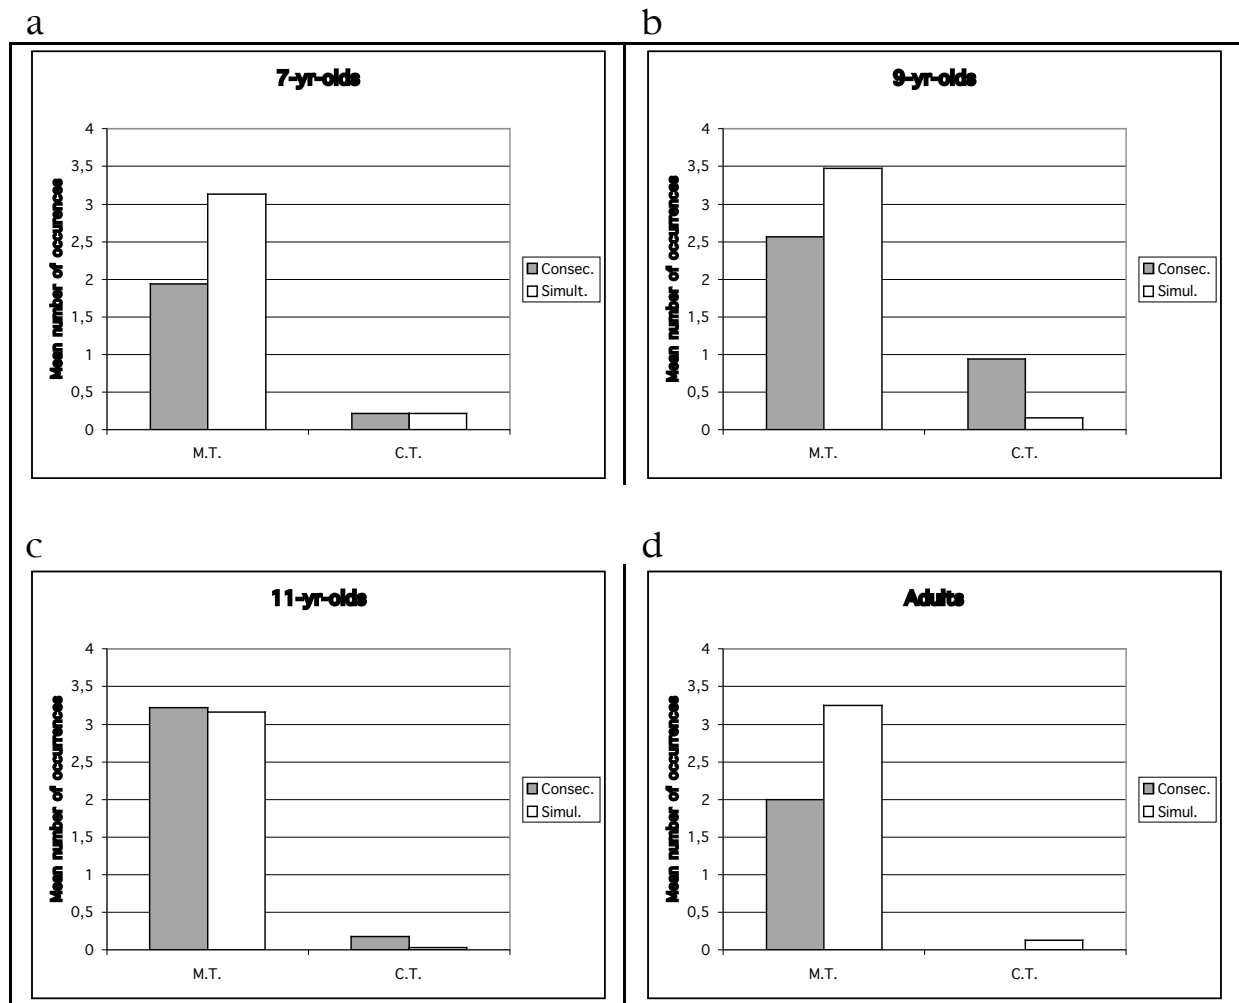 a
7-yr-olds
Mean number of occurences
4
3,5
3
2,5
2
1,5
1
0,5
0
M.T. C.T.
Consec.
Simult.
b
9-yr-olds
Mean number of occurrences
4
3,5
3
2,5
2
1,5
1
0,5
0
M.T. C.T.
Consec.
Simul.
c
11-yr-olds
Mean number of occurrences
4
3,5
3
2,5
2
1,5
1
0,5
0
M.T. C.T.
Consec.
Simul.
d
Adults
Mean number of occurrences
4
3,5
3
2,5
2
1,5
1
0,5
0
M.T. C.T.
Consec.
Simul.